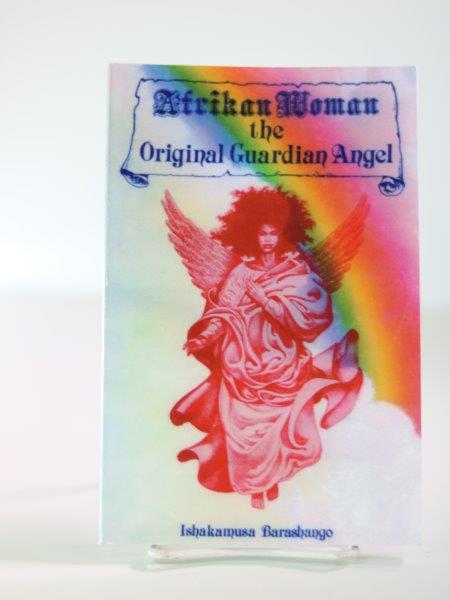 Afrikan Woman
the
Original Guardian Angel
Ishakamusa Barashango